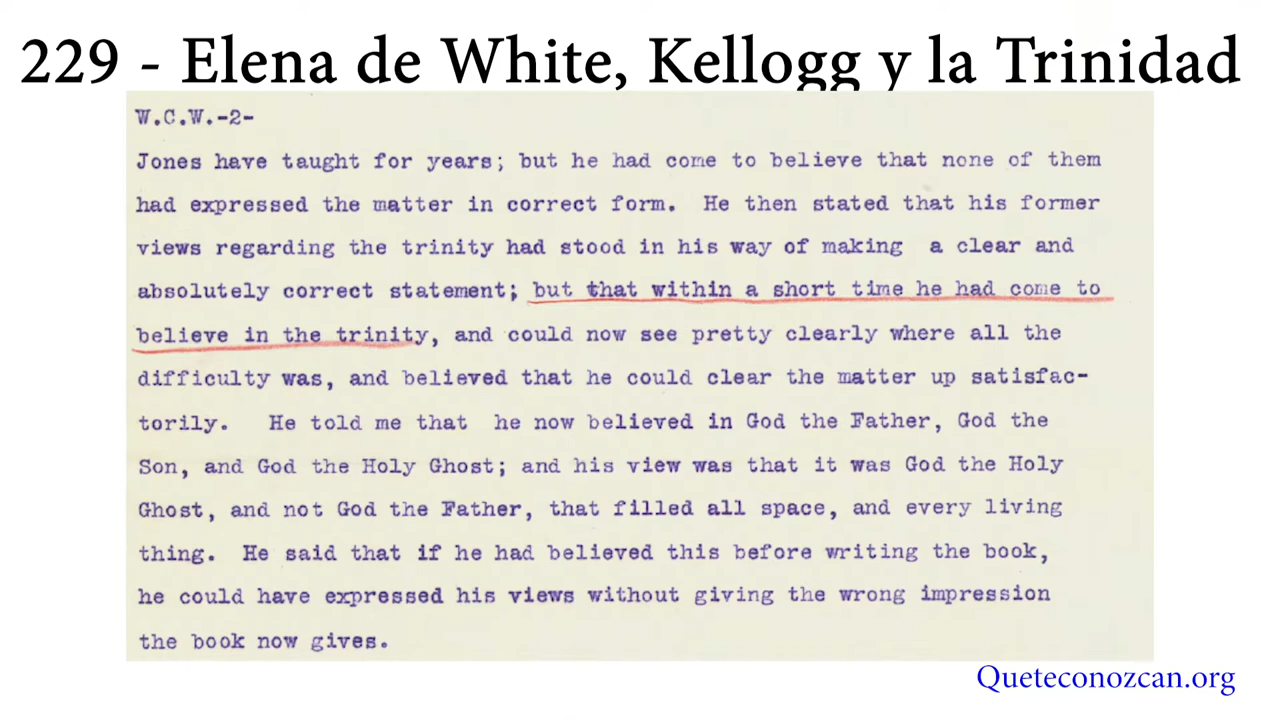 229 - Elena de White, Kellogg y la Trinidad
W.C.W.-2-
Jones have taught for years; but he had come to believe that none of them
had expressed the matter in correct form. He then stated that his former
views regarding the trinity had stood in his way of making a clear and
absolutely correct statement; but that within a short time he had come to
believe in the trinity, and could now see pretty clearly where all the
difficulty was, and believed that he could clear the matter up satisfac-
torily. He told me that he now believed in God the Father, God the
Son, and God the Holy Ghost; and his view was that it was God the Holy
Ghost, and not God the Father, that filled all space, and every living
thing. He said that if he had believed this before writing the book,
he could have expressed his views without giving the wrong impression
the book now gives.
Queteconozcan.org